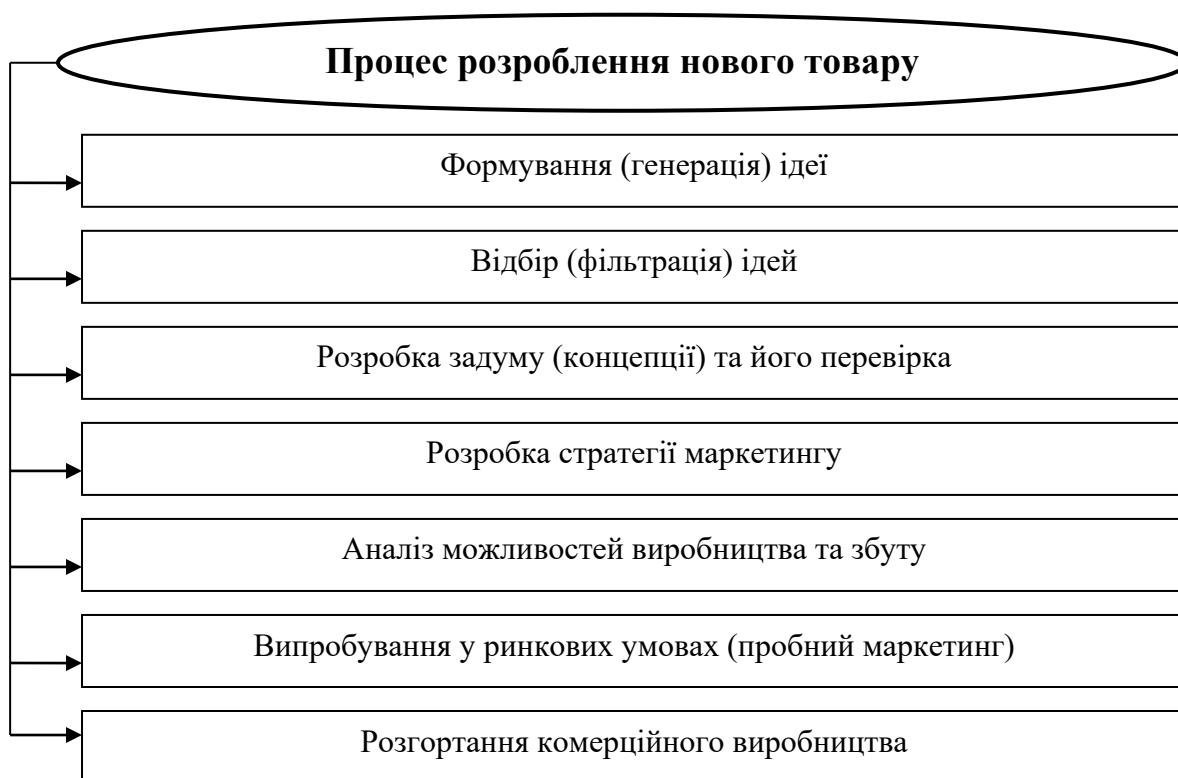 Процес розроблення нового товару
Формування (генерація) ідеї
Відбір (фільтрація) ідей
Розробка задуму (концепції) та його перевірка
Розробка стратегії маркетингу
Аналіз можливостей виробництва та збуту
Випробування у ринкових умовах (пробний маркетинг)
Розгортання комерційного виробництва